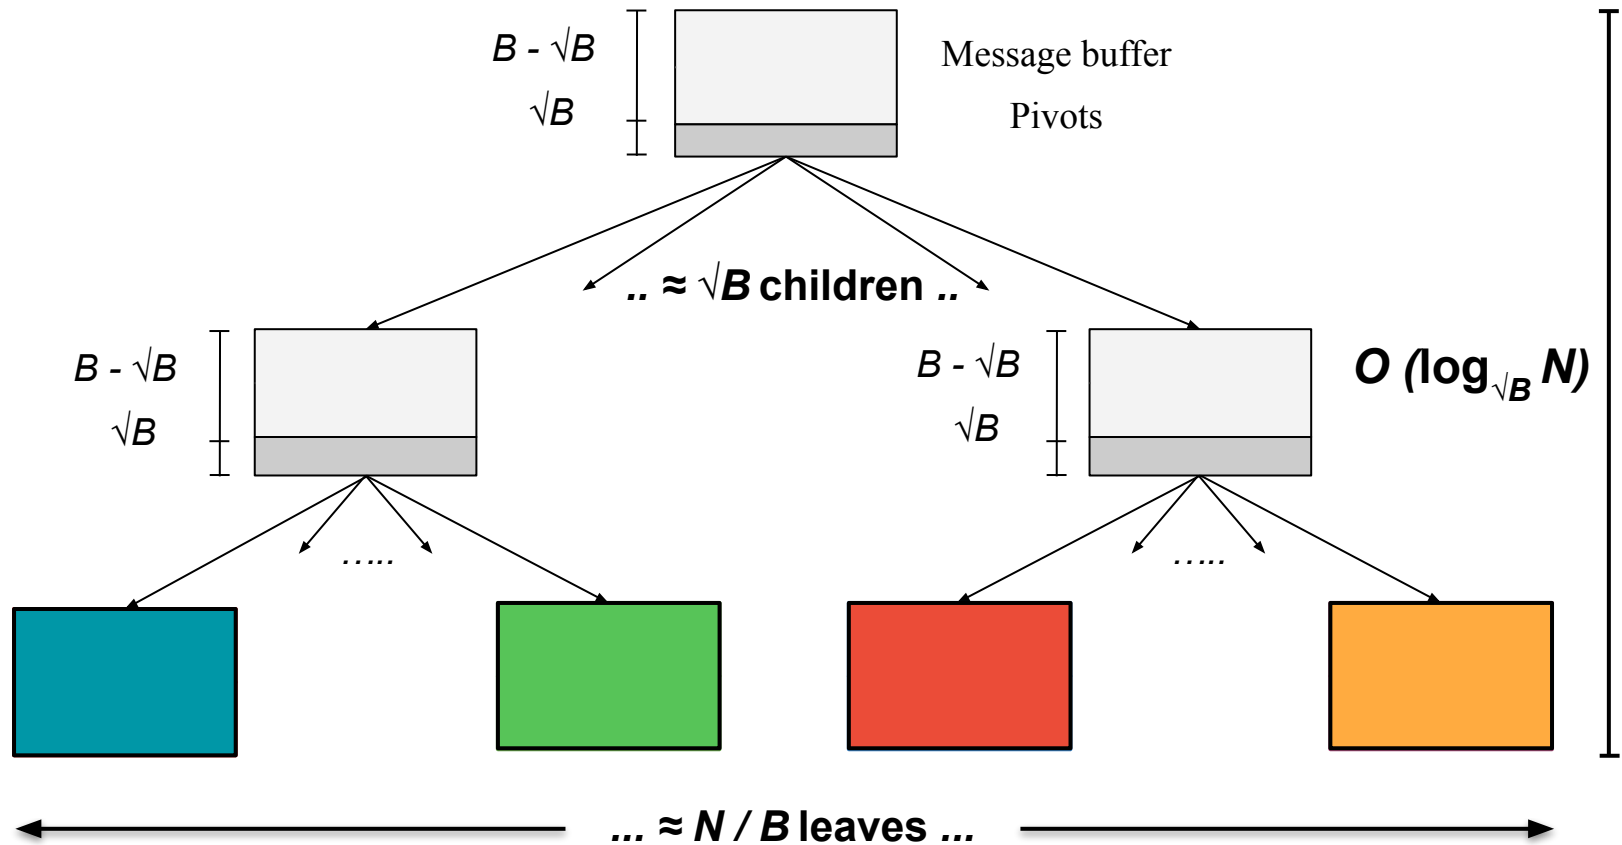 B - √B
√B
Message buffer
Pivots
.. ≈ √B children ..
B - √B
√B
B - √B
√B
O (log√B N)
.....
.....
... ≈ N / B leaves ...